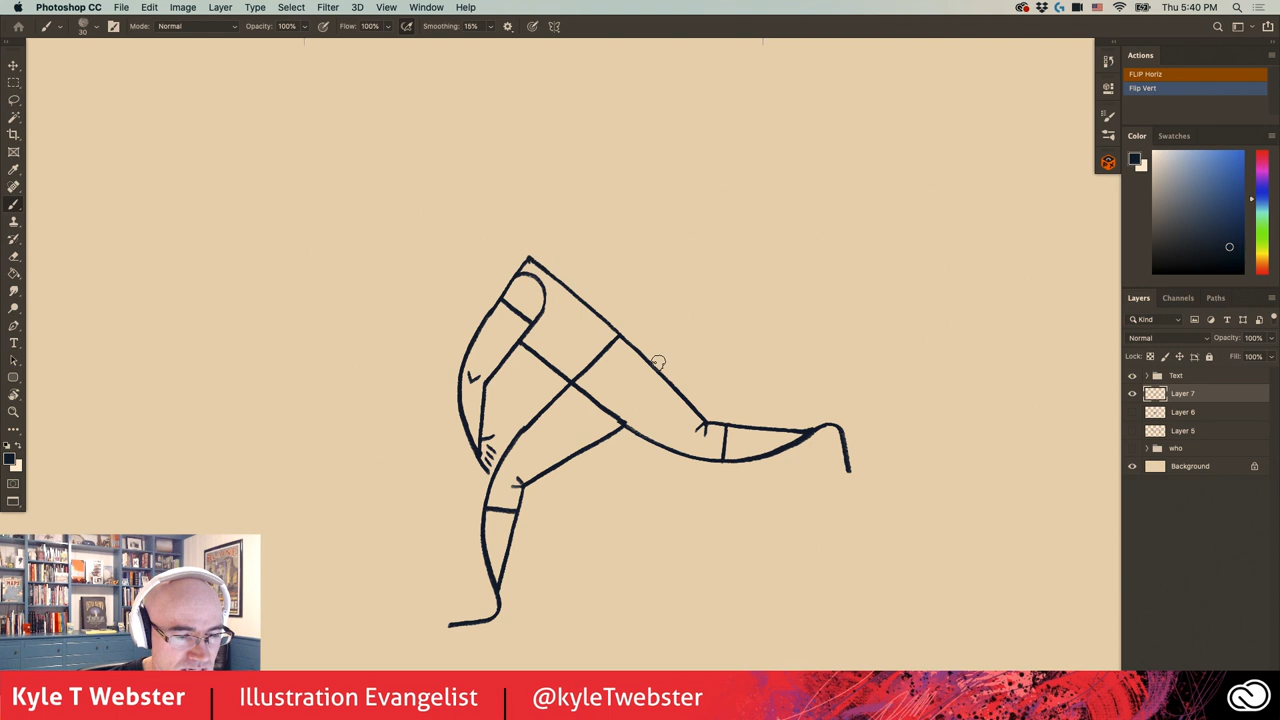 Photoshop CC File Edit Image Layer Type Select Filter 3D View Window Help Thu 5:40 PM
30 Mode: Normal Opacity: 100% Flow: 100% Smoothing: 15%
Actions
FLIP Horiz
Flip Vert
Color Swatches
Layers Channels Paths
Kind
Normal Opacity: 100%
Lock: Fill: 100%
Text
Layer 7
Layer 6
Layer 5
who
Background
Kyle T Webster | Illustration Evangelist | @kyleTwebster